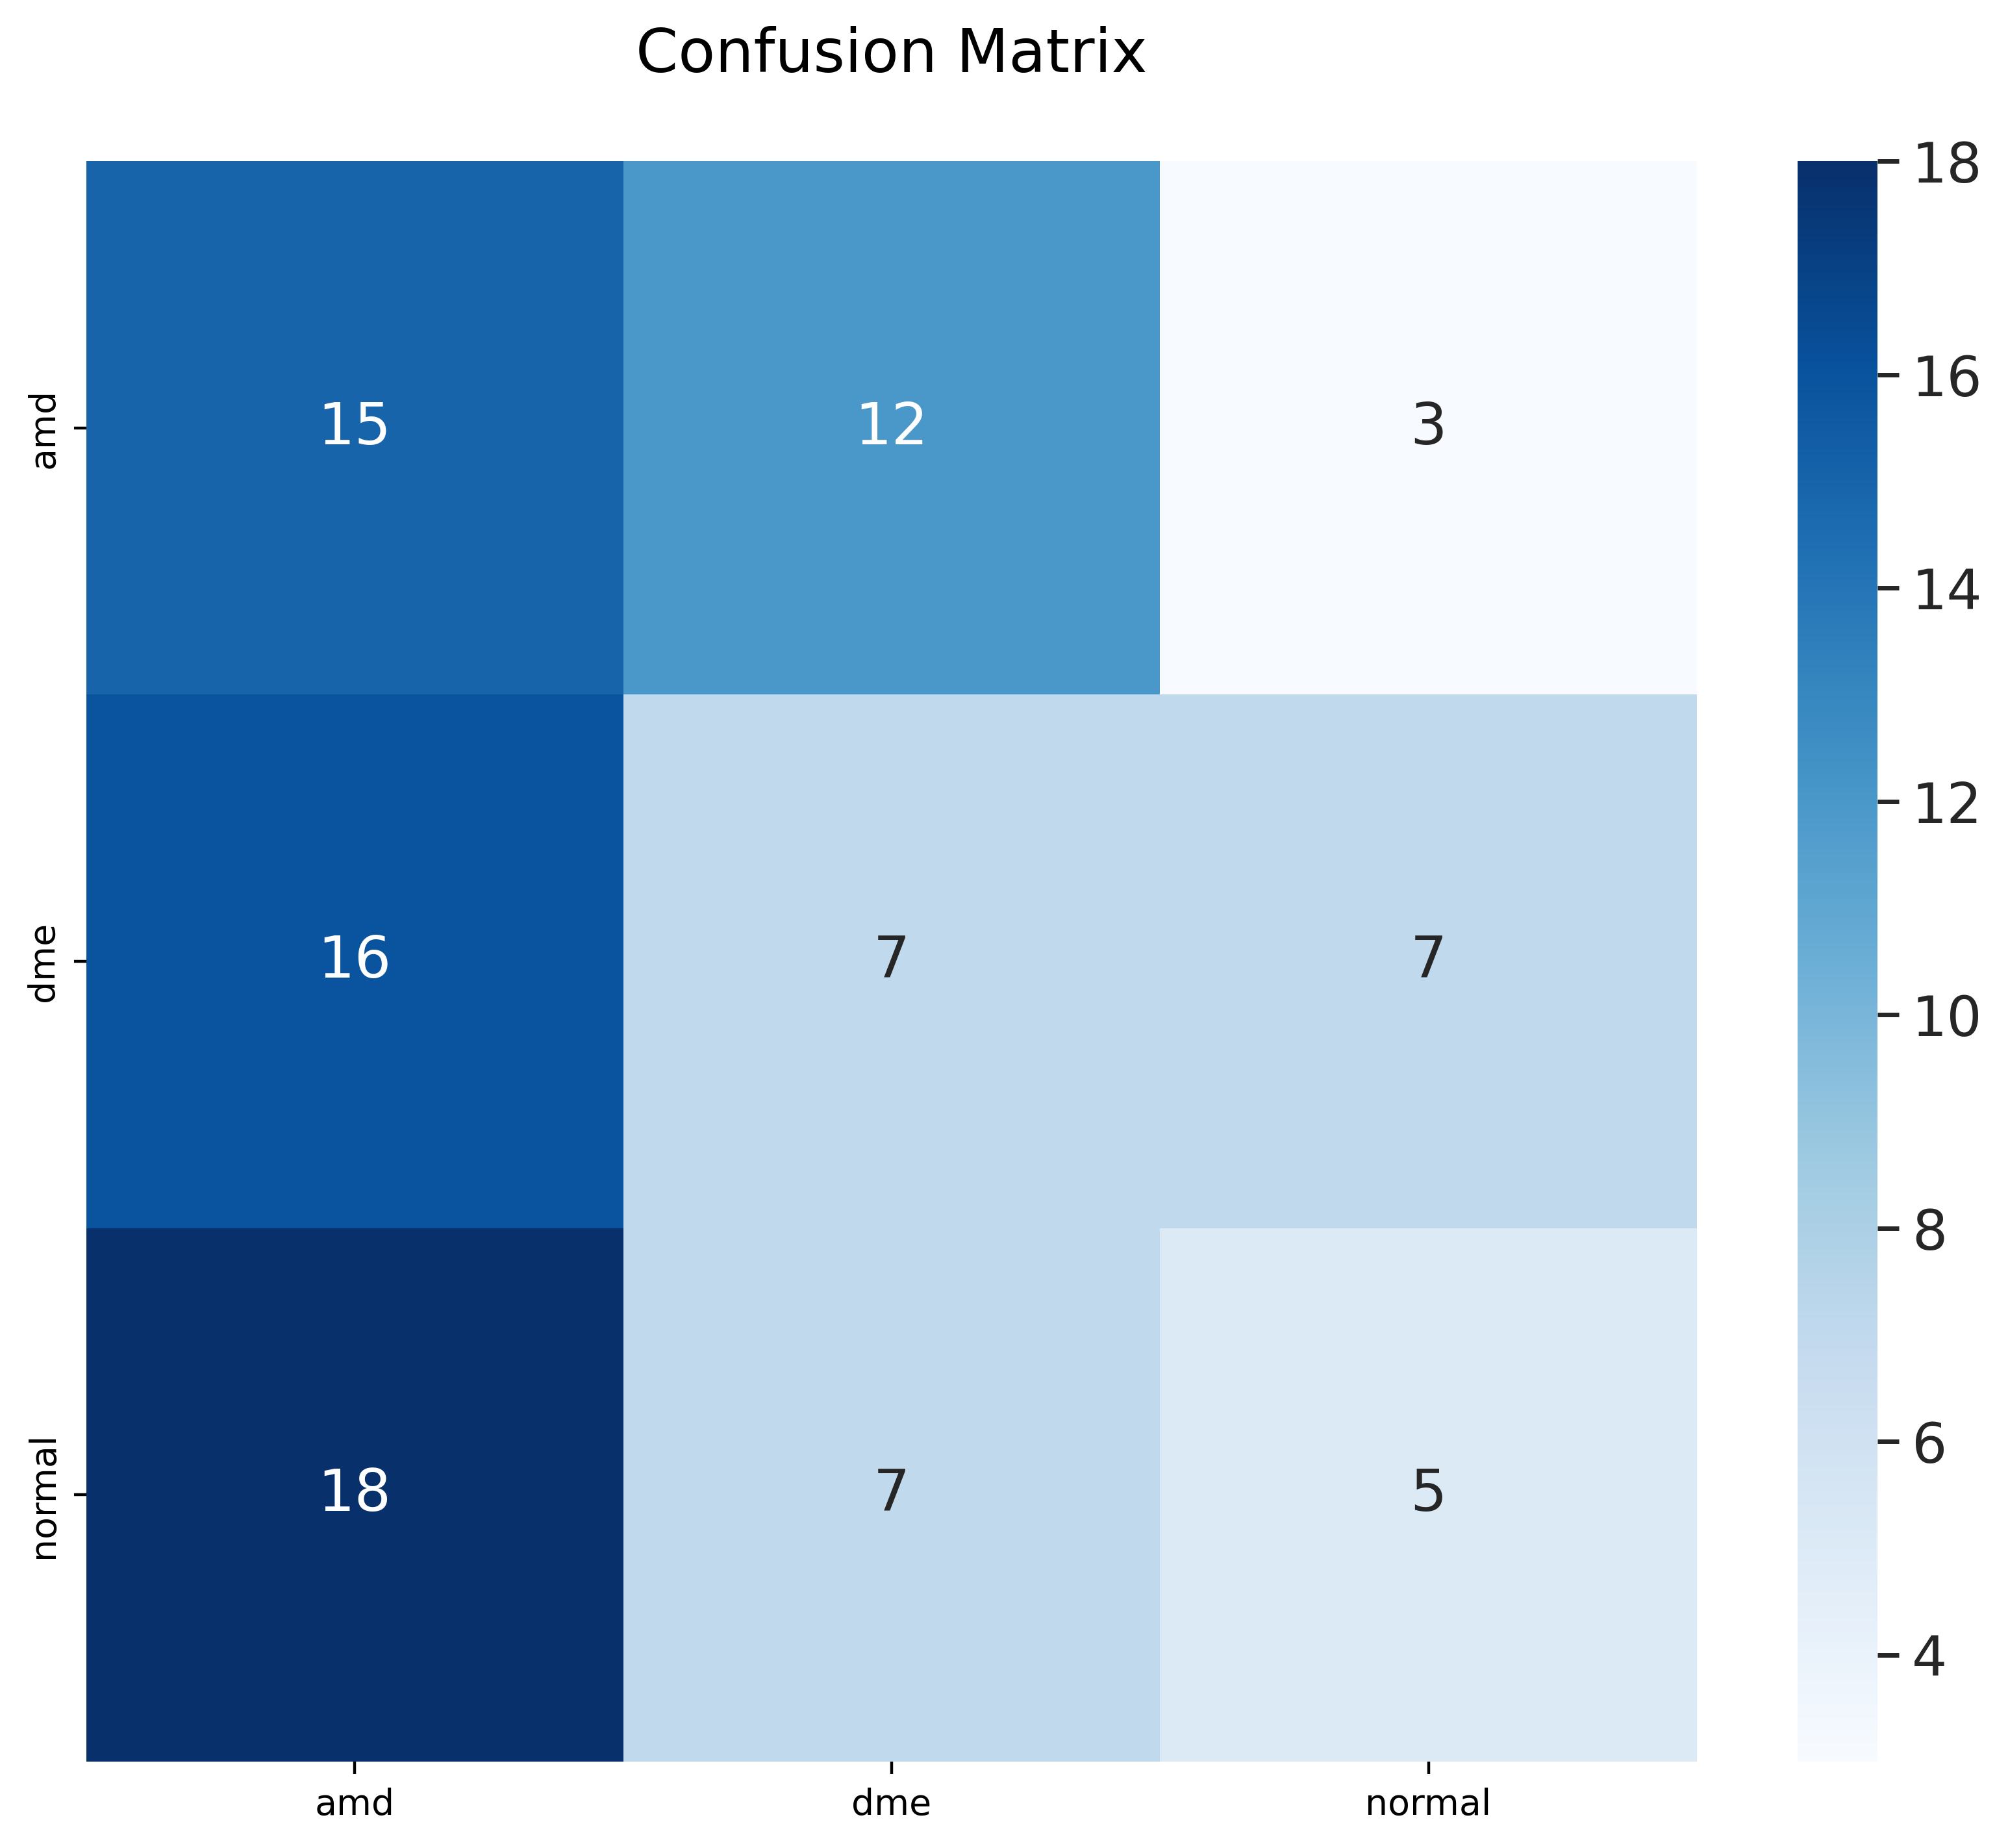 Confusion Matrix
amd
15 12 3
dme
16 7 7
normal
18 7 5
amd dme normal
18
16
14
12
10
8
6
4